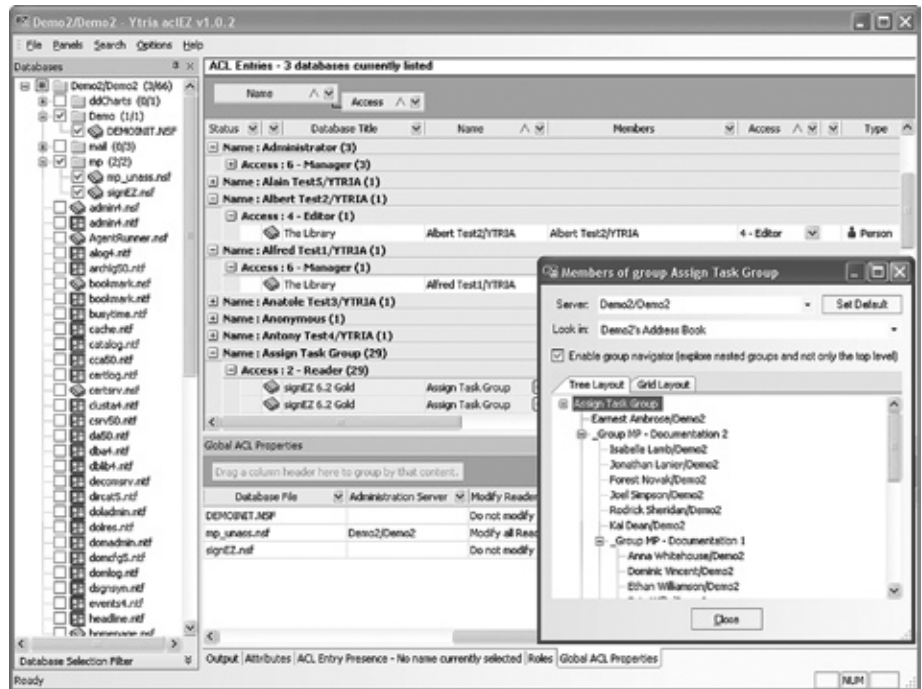 Demo2/Demo2 - Ytria aclEZ v1.0.2
File Panels Search Options Help
Databases
Demo2/Demo2 (3/66)
ddCharts (0/1)
Demo (1/1)
DEMOINIT.NSF
mail (0/3)
mp (2/2)
mp_unass.nsf
signEZ.nsf
admin4.nsf
admin4.ntf
AgentRunner.nsf
alog4.ntf
archlg50.ntf
bookmark.nsf
bookmark.ntf
busytime.ntf
cache.ntf
catalog.ntf
cca50.ntf
certlog.ntf
certsrv.nsf
clusta4.ntf
csrv50.ntf
da50.ntf
dba4.ntf
dblib4.ntf
decomsrv.ntf
dircat5.ntf
doladmin.ntf
dolres.ntf
domadmin.ntf
domcfg5.ntf
domlog.ntf
dsgnsyn.ntf
events4.ntf
headline.ntf
homepage.nsf
Database Selection Filter
Ready
ACL Entries - 3 databases currently listed
Name
Access
Status Database Title Name Members Access Type
Name : Administrator (3)
Access : 6 - Manager (3)
Name : Alain Test5/YTRIA (1)
Name : Albert Test2/YTRIA (1)
Access : 4 - Editor (1)
The Library Albert Test2/YTRIA Albert Test2/YTRIA 4 - Editor Person
Name : Alfred Test1/YTRIA (1)
Access : 6 - Manager (1)
The Library Alfred Test1/YTRIA
Name : Anatole Test3/YTRIA (1)
Name : Anonymous (1)
Name : Antony Test4/YTRIA (1)
Name : Assign Task Group (29)
Access : 2 - Reader (29)
signEZ 6.2 Gold Assign Task Group
signEZ 6.2 Gold Assign Task Group
Global ACL Properties
Drag a column header here to group by that content.
Database File Administration Server Modify Reader
DEMOINIT.NSF Do not modify
mp_unass.nsf Demo2/Demo2 Modify all Read
signEZ.nsf Do not modify
Output Attributes ACL Entry Presence - No name currently selected Roles Global ACL Properties
NUM
Members of group Assign Task Group
Server: Demo2/Demo2 Set Default
Look in: Demo2's Address Book
Enable group navigator (explore nested groups and not only the top level)
Tree Layout Grid Layout
Assign Task Group
Earnest Ambrose/Demo2
_Group MP - Documentation 2
Isabelle Lamb/Demo2
Jonathan Lanier/Demo2
Forest Novak/Demo2
Joel Simpson/Demo2
Rodrick Sheridan/Demo2
Kai Dean/Demo2
_Group MP - Documentation 1
Anna Whitehouse/Demo2
Dominic Vincent/Demo2
Ethan Williamson/Demo2
Close